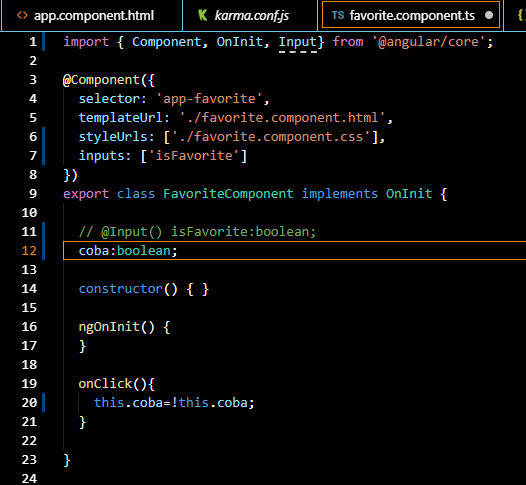 app.component.html karma.conf.js TS favorite.component.ts
1 import { Component, OnInit, Input} from '@angular/core';
2
3 @Component({
4 selector: 'app-favorite',
5 templateUrl: './favorite.component.html',
6 styleUrls: ['./favorite.component.css'],
7 inputs: ['isFavorite']
8 })
9 export class FavoriteComponent implements OnInit {
10
11 // @Input() isFavorite:boolean;
12 coba:boolean;
13
14 constructor() { }
15
16 ngOnInit() {
17 }
18
19 onClick(){
20 this.coba=!this.coba;
21 }
22
23 }
24